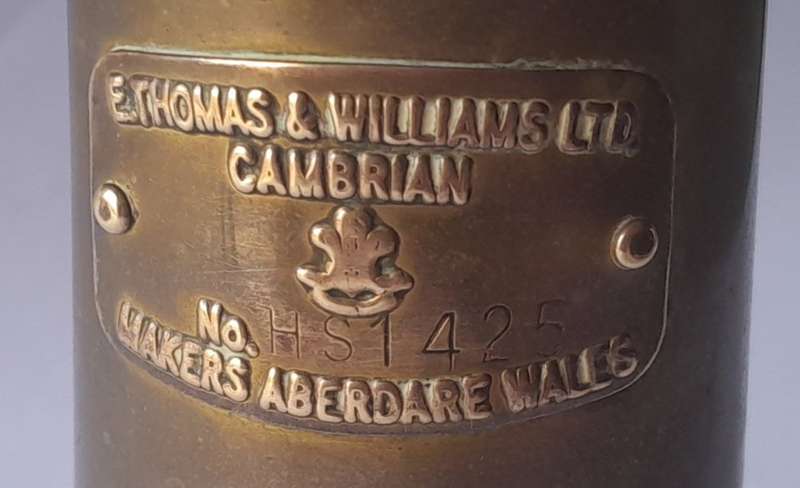 E. THOMAS & WILLIAMS LTD.
CAMBRIAN
No. HS1425
MAKERS ABERDARE WALES